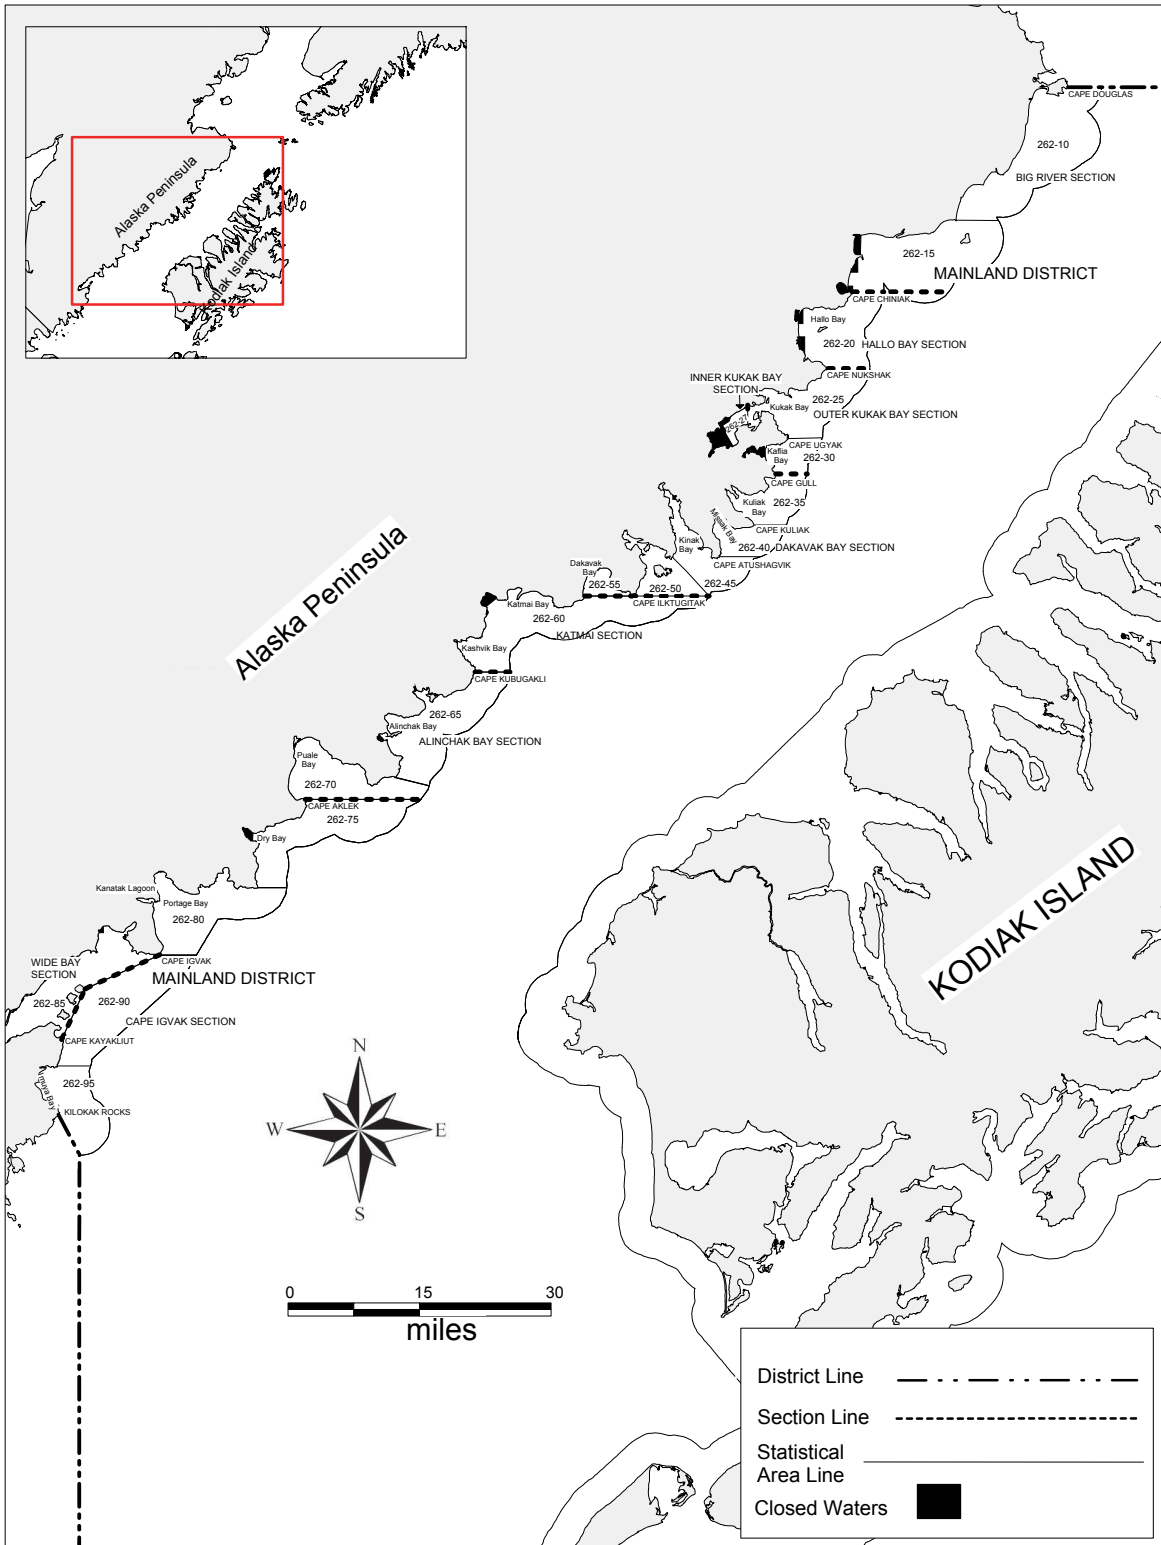 Alaska Peninsula
Kodiak Island
CAPE DOUGLAS
262-10
BIG RIVER SECTION
262-15
MAINLAND DISTRICT
CAPE CHINIAK
Hallo Bay
262-20
HALLO BAY SECTION
CAPE NUKSHAK
INNER KUKAK BAY
SECTION
262-25
Kukak Bay
OUTER KUKAK BAY SECTION
262-27
CAPE UGYAK
Kaflia
Bay
262-30
CAPE GULL
Kuliak
Bay
262-35
Missak Bay
CAPE KULIAK
Kinak
Bay
262-40
DAKAVAK BAY SECTION
CAPE ATUSHAGVIK
Dakavak
Bay
262-55
262-50
262-45
CAPE ILKTUGITAK
Alaska Peninsula
Katmai Bay
262-60
KATMAI SECTION
Kashvik Bay
CAPE KUBUGAKLI
262-65
Alinchak Bay
ALINCHAK BAY SECTION
Puale
Bay
262-70
CAPE AKLEK
262-75
Dry Bay
Kanatak Lagoon
Portage Bay
262-80
KODIAK ISLAND
WIDE BAY
SECTION
CAPE IGVAK
MAINLAND DISTRICT
262-85
262-90
CAPE IGVAK SECTION
CAPE KAYAKLIUT
262-95
Imuya Bay
KILOKAK ROCKS
N
W
E
S
0 15 30
miles
District Line
Section Line
Statistical
Area Line
Closed Waters